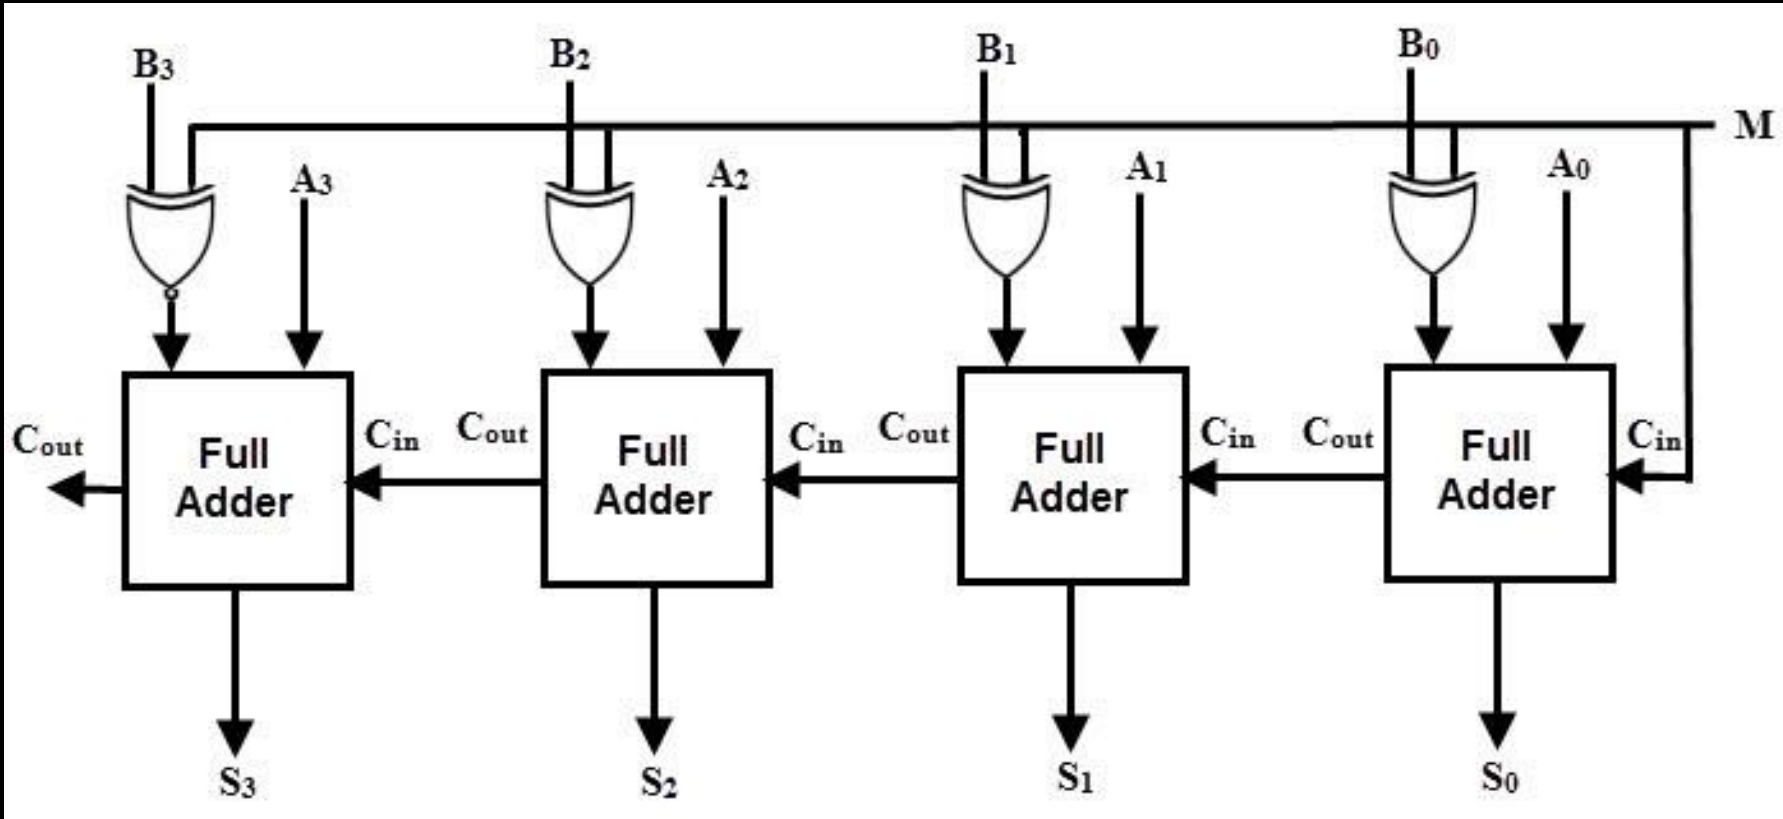 B₃
B₂
B₁
B₀
M
A₃
A₂
A₁
A₀
Cout
Full
Adder
Cin
Cout
Full
Adder
Cin
Cout
Full
Adder
Cin
Cout
Full
Adder
Cin
S₃
S₂
S₁
S₀